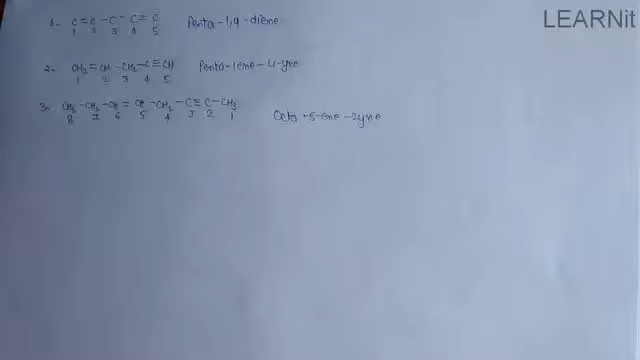 LEARNit
1. C=C-C-C=C Penta-1,4-diene
1 2 3 4 5
2. CH₂=CH-CH₂-C≡CH Penta-1ene-4-yne
1 2 3 4 5
3. CH₃-CH₂-CH=CH-CH₂-C≡C-CH₃ Octa-5-ene-2yne
8 7 6 5 4 3 2 1